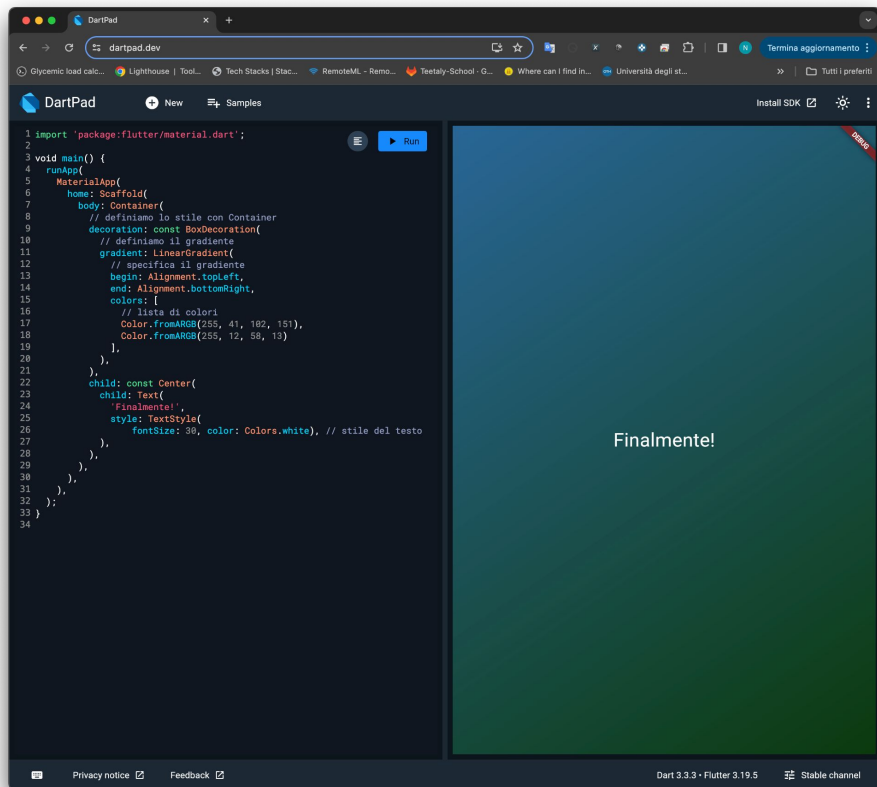 DartPad
dartpad.dev
Termina aggiornamento
Glycemic load calc...
Lighthouse | Tool...
Tech Stacks | Stac...
RemoteML - Remo...
Teetaly-School - G...
Where can I find in...
Università degli st...
Tutti i preferiti
DartPad
New
Samples
Install SDK
1 import 'package:flutter/material.dart';
Run
2
3 void main() {
4   runApp(
5     MaterialApp(
6       home: Scaffold(
7         body: Container(
8           // definiamo lo stile con Container
9           decoration: const BoxDecoration(
10             // definiamo il gradiente
11             gradient: LinearGradient(
12               // specifica il gradiente
13               begin: Alignment.topLeft,
14               end: Alignment.bottomRight,
15               colors: [
16                 // lista di colori
17                 Color.fromARGB(255, 41, 102, 151),
18                 Color.fromARGB(255, 12, 58, 13)
19               ],
20             ),
21           ),
22           child: const Center(
23             child: Text(
24               'Finalmente!',
25               style: TextStyle(
26                   fontSize: 30, color: Colors.white), // stile del testo
27             ),
28           ),
29         ),
30       ),
31     ),
32   );
33 }
34
DEBUG
Finalmente!
Privacy notice
Feedback
Dart 3.3.3 • Flutter 3.19.5
Stable channel